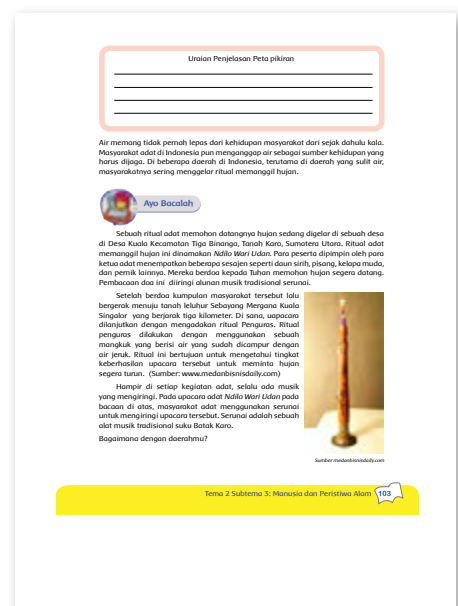 Uraian Penjelasan Peta pikiran
Air memang tidak pernah lepas dari kehidupan masyarakat dari sejak dahulu kala.
Masyarakat adat di Indonesia pun menganggap air sebagai sumber kehidupan yang
harus dijaga. Di beberapa daerah di Indonesia, terutama di daerah yang sulit air,
masyarakatnya sering menggelar ritual memanggil hujan.
Ayo Bacalah
Sebuah ritual adat memohon datangnya hujan sedang digelar di sebuah desa
di Desa Kuala Kecamatan Tiga Binanga, Tanah Karo, Sumatera Utara. Ritual adat
memanggil hujan ini dinamakan Ndilo Wari Udan. Para peserta dipimpin oleh para
ketua adat menempatkan beberapa sesajen seperti daun sirih, pisang, kelapa muda,
dan pernik lainnya. Mereka berdoa kepada Tuhan memohon hujan segera datang.
Pembacaan doa ini diiringi alunan musik tradisional serunai.
Setelah berdoa kumpulan masyarakat tersebut lalu
bergerak menuju tanah leluhur Sebayang Mergana Kuala
Singalor yang berjarak tiga kilometer. Di sana, uapacara
dilanjutkan dengan mengadakan ritual Penguras. Ritual
penguras dilakukan dengan menggunakan sebuah
mangkuk yang berisi air yang sudah dicampur dengan
air jeruk. Ritual ini bertujuan untuk mengetahui tingkat
keberhasilan upacara tersebut untuk meminta hujan
segera turun. (Sumber: www.medanbisnisdaily.com)
Hampir di setiap kegiatan adat, selalu ada musik
yang mengiringi. Pada upacara adat Ndilo Wari Udan pada
bacaan di atas, masyarakat adat menggunakan serunai
untuk mengiringi upacara tersebut. Serunai adalah sebuah
alat musik tradisional suku Batak Karo.
Bagaimana dengan daerahmu?
Sumber medanbisnisdaily.com
Tema 2 Subtema 3: Manusia dan Peristiwa Alam 103